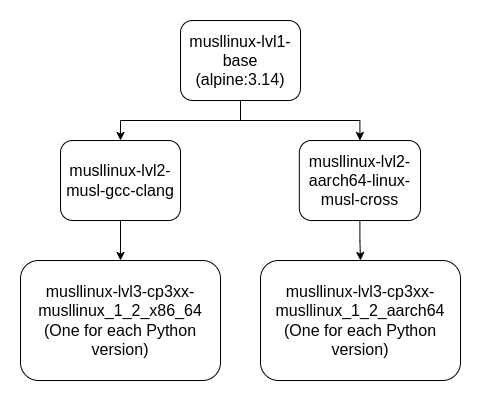 musllinux-lvl1-
base
(alpine:3.14)
musllinux-lvl2-
musl-gcc-clang
musllinux-lvl2-
aarch64-linux-
musl-cross
musllinux-lvl3-cp3xx-
musllinux_1_2_x86_64
(One for each Python
version)
musllinux-lvl3-cp3xx-
musllinux_1_2_aarch64
(One for each Python
version)